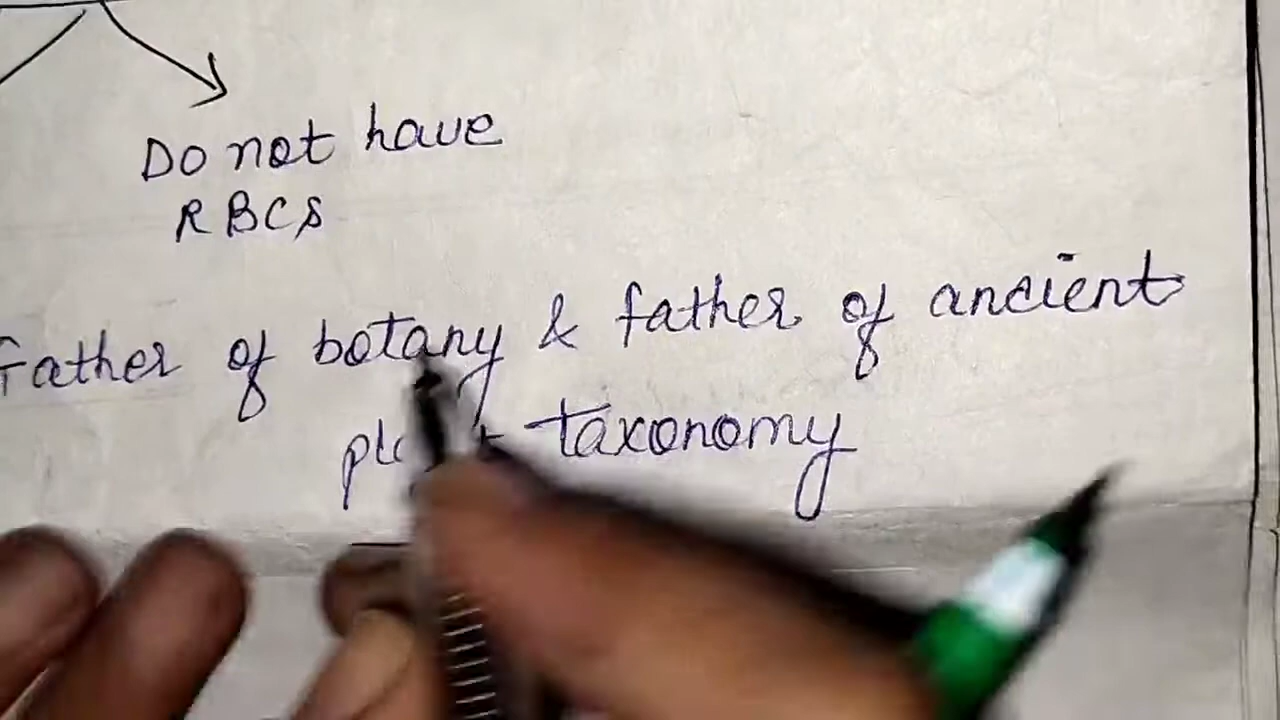 Do not have
RBCS
Father of botany & father of ancient
taxonomy